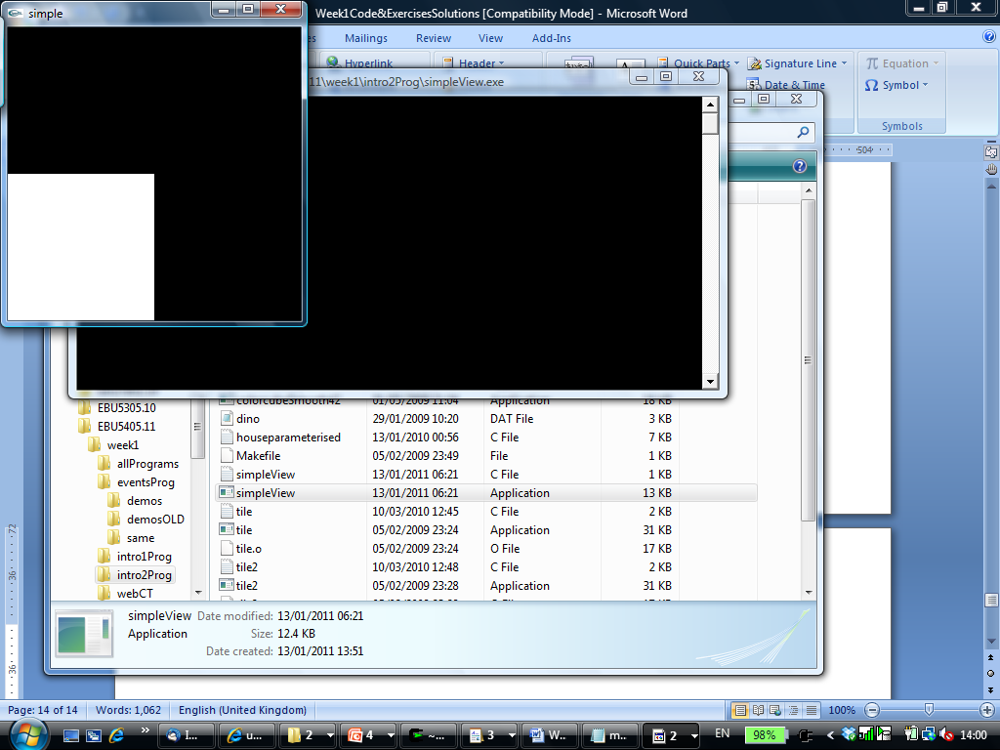 simple
Week1Code&ExercisesSolutions [Compatibility Mode] - Microsoft Word
Mailings Review View Add-Ins
Hyperlink Header Quick Parts Signature Line Equation
Date & Time Symbol
Symbols
11\week1\intro2Prog\simpleView.exe
504
EBU5305.10
EBU5405.11
week1
allPrograms
eventsProg
demos
demosOLD
same
intro1Prog
intro2Prog
webCT
colorcubeSmooth42 01/05/2009 11:04 Application 18 KB
dino 29/01/2009 10:20 DAT File 3 KB
houseparameterised 13/01/2010 00:56 C File 7 KB
Makefile 05/02/2009 23:49 File 1 KB
simpleView 13/01/2011 06:21 C File 1 KB
simpleView 13/01/2011 06:21 Application 13 KB
tile 10/03/2010 12:45 C File 2 KB
tile 05/02/2009 23:24 Application 31 KB
tile.o 05/02/2009 23:24 O File 17 KB
tile2 10/03/2010 12:48 C File 2 KB
tile2 05/02/2009 23:28 Application 31 KB
simpleView Date modified: 13/01/2011 06:21
Application Size: 12.4 KB
Date created: 13/01/2011 13:51
72
36
36
Page: 14 of 14 Words: 1,062 English (United Kingdom) 100%
I... u... 2 4 ~... 3 W... m... 2 EN 98% 14:00